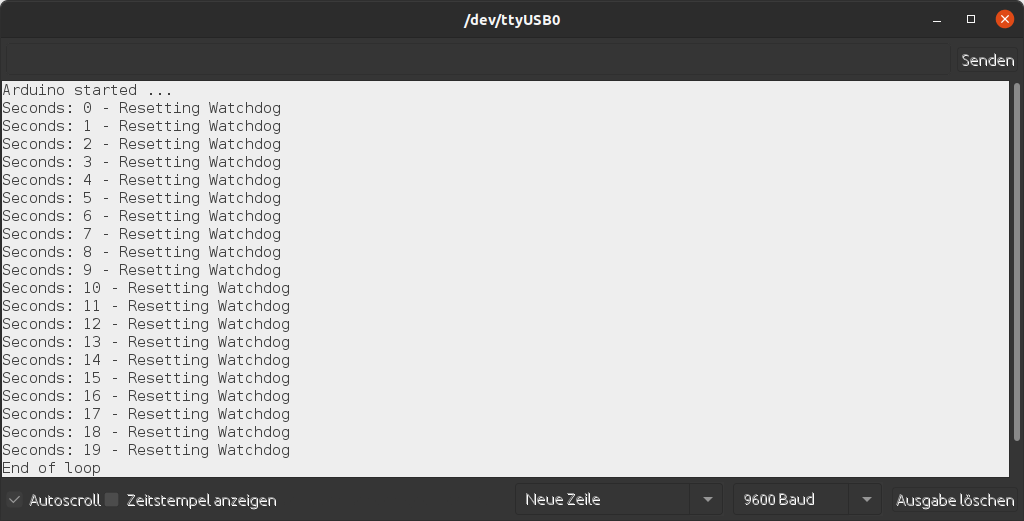 /dev/ttyUSB0
Senden
Arduino started ...
Seconds: 0 - Resetting Watchdog
Seconds: 1 - Resetting Watchdog
Seconds: 2 - Resetting Watchdog
Seconds: 3 - Resetting Watchdog
Seconds: 4 - Resetting Watchdog
Seconds: 5 - Resetting Watchdog
Seconds: 6 - Resetting Watchdog
Seconds: 7 - Resetting Watchdog
Seconds: 8 - Resetting Watchdog
Seconds: 9 - Resetting Watchdog
Seconds: 10 - Resetting Watchdog
Seconds: 11 - Resetting Watchdog
Seconds: 12 - Resetting Watchdog
Seconds: 13 - Resetting Watchdog
Seconds: 14 - Resetting Watchdog
Seconds: 15 - Resetting Watchdog
Seconds: 16 - Resetting Watchdog
Seconds: 17 - Resetting Watchdog
Seconds: 18 - Resetting Watchdog
Seconds: 19 - Resetting Watchdog
End of loop
Autoscroll Zeitstempel anzeigen Neue Zeile 9600 Baud Ausgabe löschen